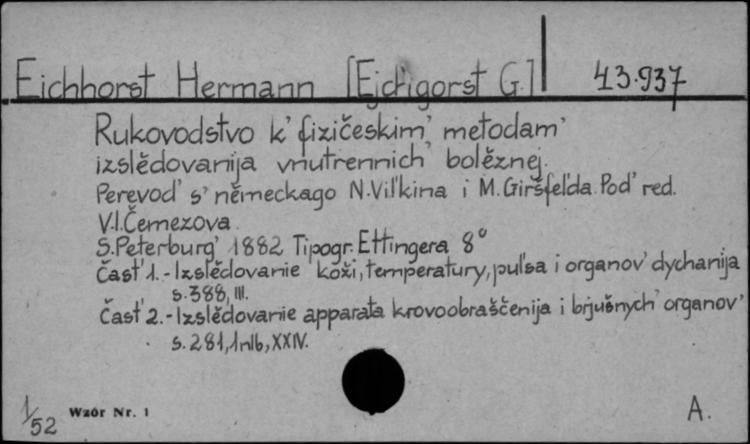 Eichhorst Hermann [Ejchgorst G.] 43.937
Rukovodstvo k' fizičeskim' metodam'
izslědovanija vnutrennich' bolěznej.
Perevod' s' německago N. Vil'kina i M. Giršfel'da. Pod' red.
V.I. Čemezova.
S. Peterburg' 1882 Tipogr. Ettingera 8°
Čast' 1.- Izslědovanie koži, temperatury, pul'sa i organov' dychanija
s. 388, III.
Čast' 2.- Izslědovanie apparata krovoobraščenija i brjušnych' organov'
s. 281, 1 nlb, XXIV.
1/52 Wzór Nr. 1 A.